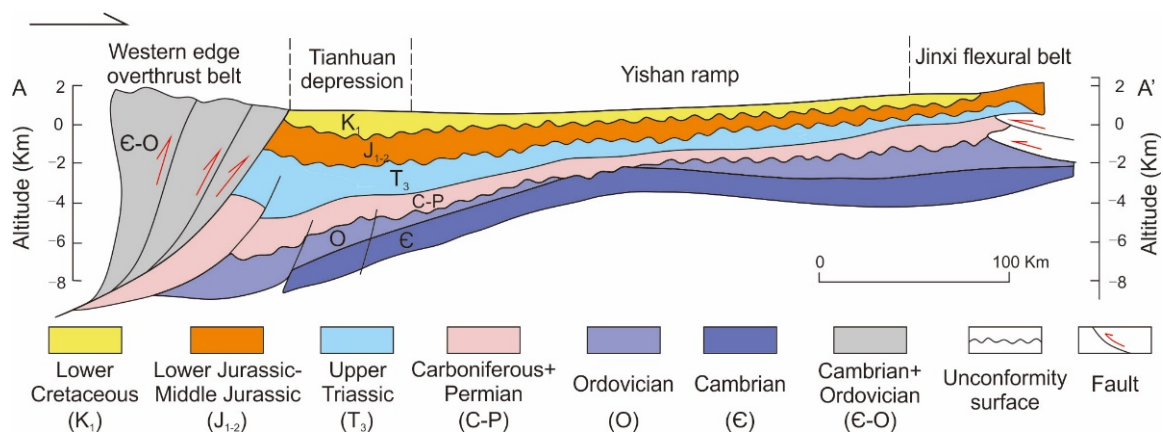 Western edge
overthrust belt
Tianhuan
depression
Yishan ramp
Jinxi flexural belt
A
A'
Altitude (Km)
2
0
-2
-4
-6
-8
Є-O
K1
J1-2
T3
C-P
O
Є
0
100 Km
2
0
-2
-4
-6
-8
Altitude (Km)
Lower
Cretaceous
(K1)
Lower Jurassic-
Middle Jurassic
(J1-2)
Upper
Triassic
(T3)
Carboniferous+
Permian
(C-P)
Ordovician
(O)
Cambrian
(Є)
Cambrian+
Ordovician
(Є-O)
Unconformity
surface
Fault